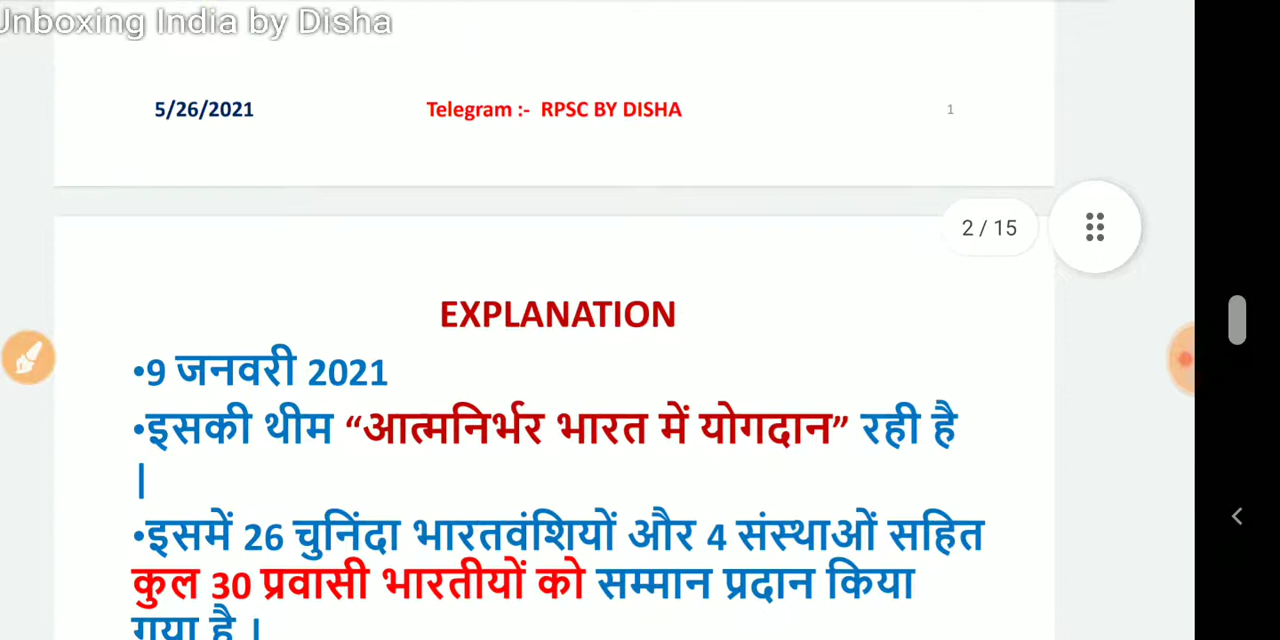 Unboxing India by Disha
5/26/2021 Telegram :- RPSC BY DISHA 1
2 / 15
EXPLANATION
•9 जनवरी 2021
•इसकी थीम “आत्मनिर्भर भारत में योगदान” रही है
|
•इसमें 26 चुनिंदा भारतवंशियों और 4 संस्थाओं सहित
कुल 30 प्रवासी भारतीयों को सम्मान प्रदान किया
गया है |